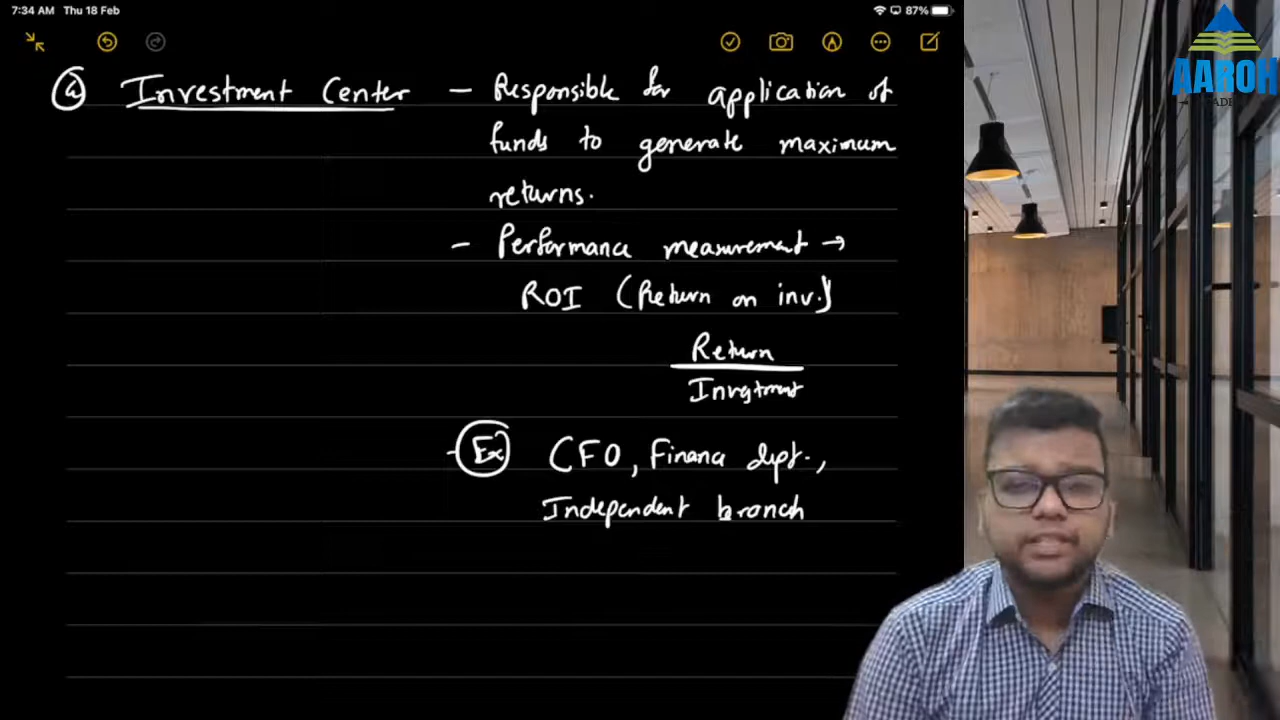 7:34 AM Thu 18 Feb
87%
Investment Center - Responsible for application of
funds to generate maximum
returns.
- Performance measurement →
ROI (Return on inv.)
Return
Investment
- Ex CFO, Finance dept.,
Independent branch
AAROH